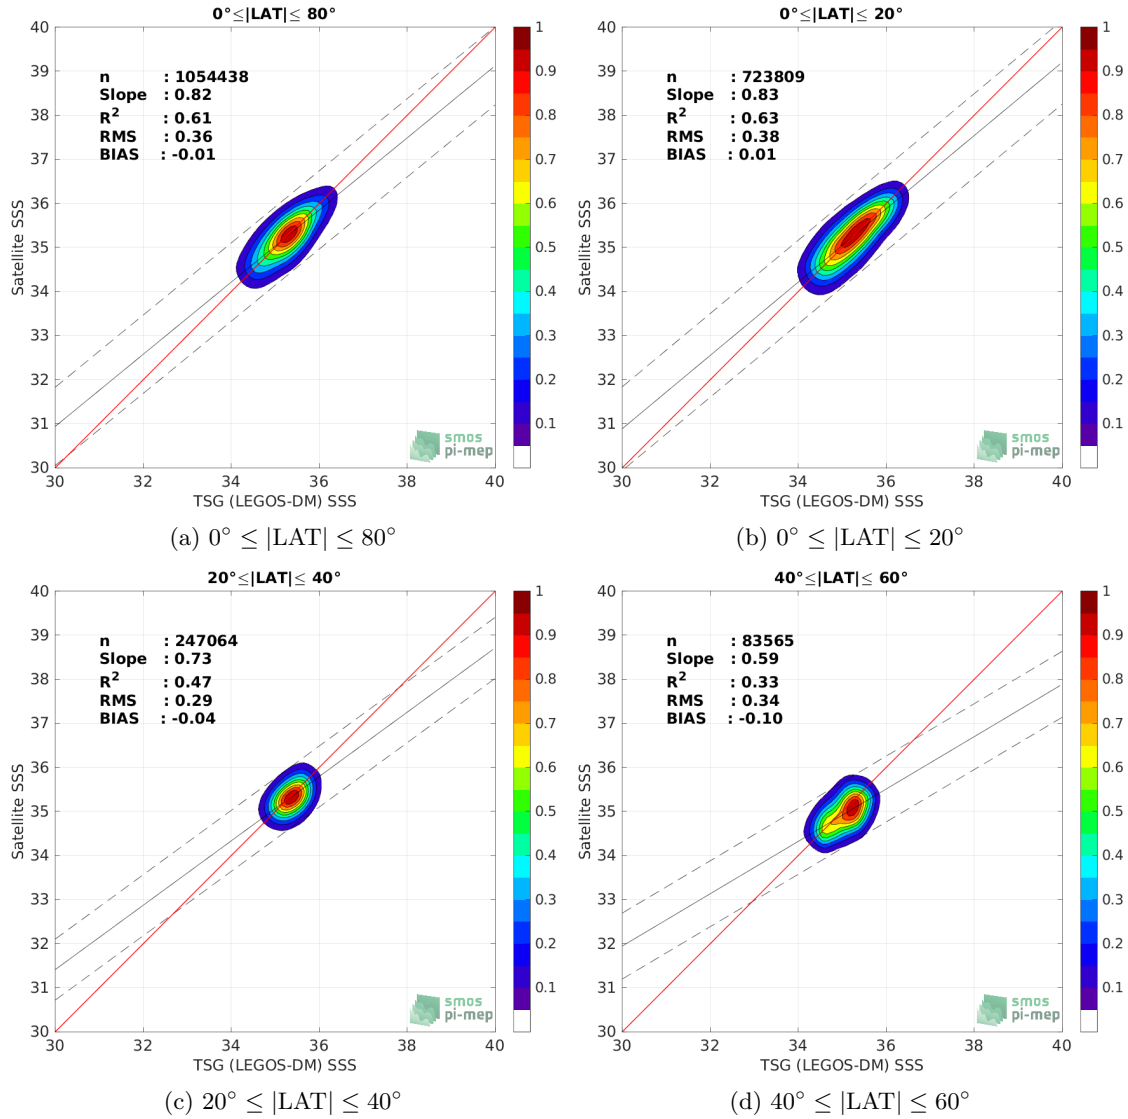 0°≤|LAT|≤ 80°
n : 1054438
Slope : 0.82
R² : 0.61
RMS : 0.36
BIAS : -0.01
Satellite SSS
40
39
38
37
36
35
34
33
32
31
30
30 32 34 36 38 40
TSG (LEGOS-DM) SSS
1
0.9
0.8
0.7
0.6
0.5
0.4
0.3
0.2
0.1
smos
pi-mep
(a) 0° ≤ |LAT| ≤ 80°
0°≤|LAT|≤ 20°
n : 723809
Slope : 0.83
R² : 0.63
RMS : 0.38
BIAS : 0.01
Satellite SSS
40
39
38
37
36
35
34
33
32
31
30
30 32 34 36 38 40
TSG (LEGOS-DM) SSS
1
0.9
0.8
0.7
0.6
0.5
0.4
0.3
0.2
0.1
smos
pi-mep
(b) 0° ≤ |LAT| ≤ 20°
20°≤|LAT|≤ 40°
n : 247064
Slope : 0.73
R² : 0.47
RMS : 0.29
BIAS : -0.04
Satellite SSS
40
39
38
37
36
35
34
33
32
31
30
30 32 34 36 38 40
TSG (LEGOS-DM) SSS
1
0.9
0.8
0.7
0.6
0.5
0.4
0.3
0.2
0.1
smos
pi-mep
(c) 20° ≤ |LAT| ≤ 40°
40°≤|LAT|≤ 60°
n : 83565
Slope : 0.59
R² : 0.33
RMS : 0.34
BIAS : -0.10
Satellite SSS
40
39
38
37
36
35
34
33
32
31
30
30 32 34 36 38 40
TSG (LEGOS-DM) SSS
1
0.9
0.8
0.7
0.6
0.5
0.4
0.3
0.2
0.1
smos
pi-mep
(d) 40° ≤ |LAT| ≤ 60°